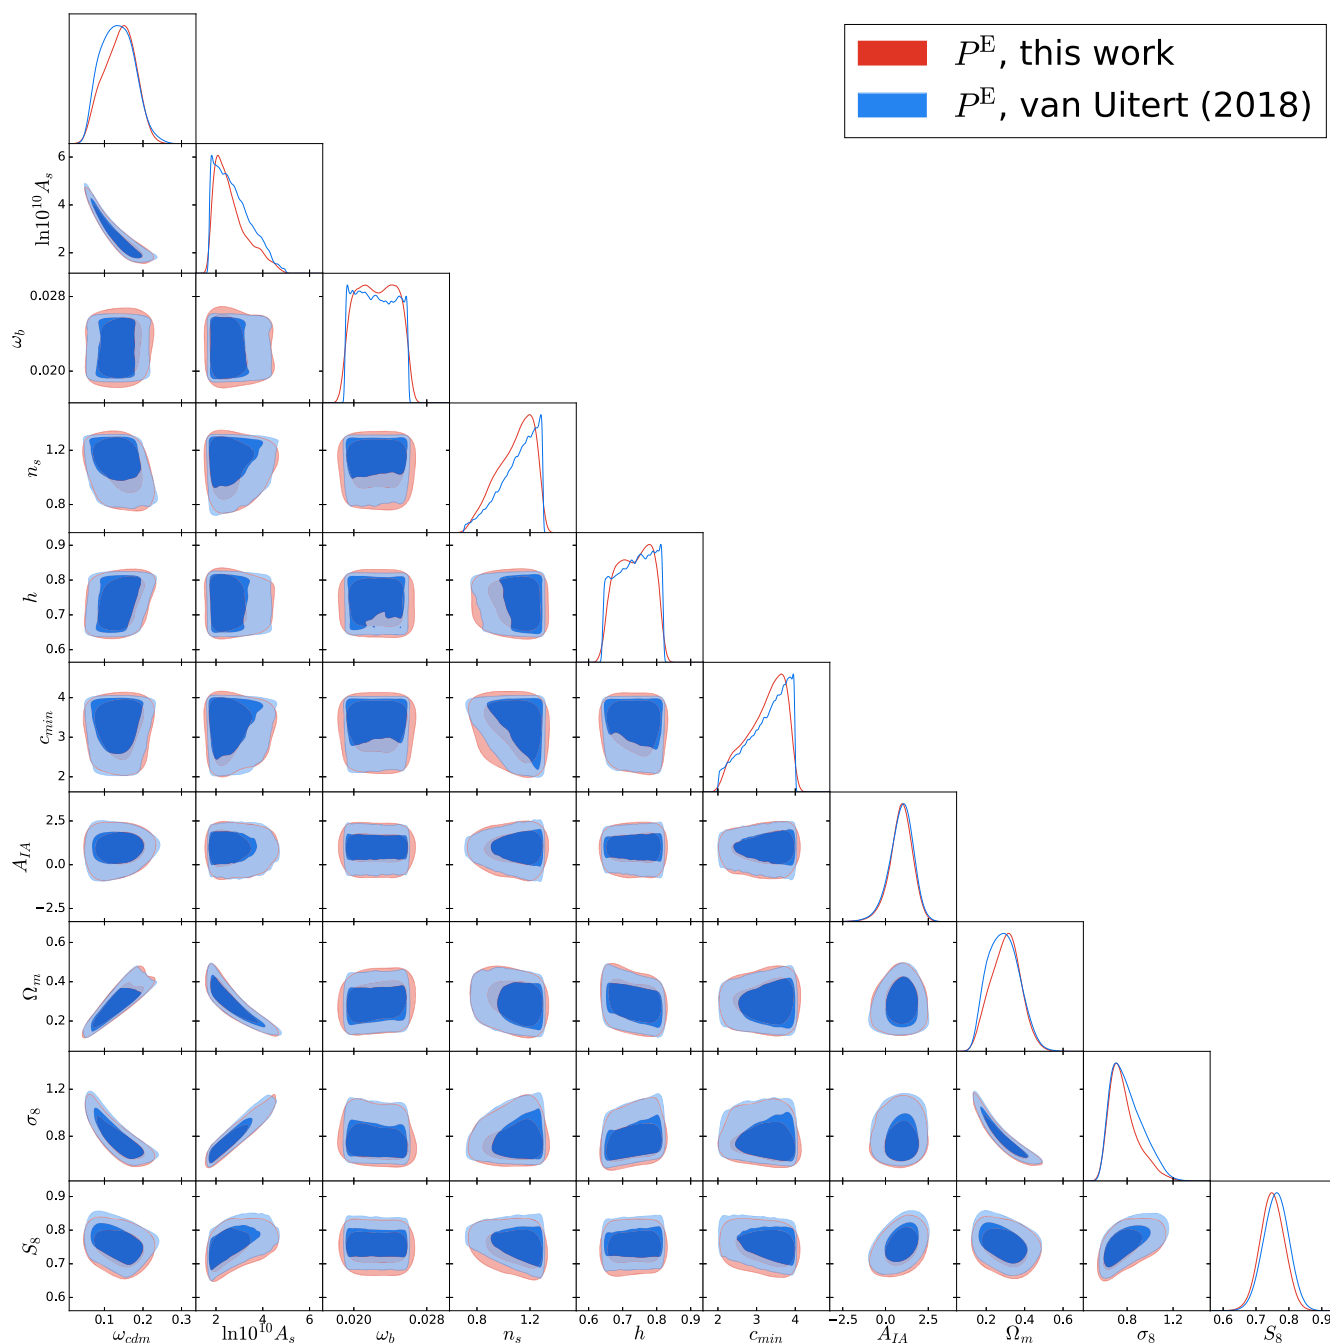 P^E, this work
P^E, van Uitert (2018)
6
4
2
ln10^10 A_s
0.028
0.020
ω_b
1.2
0.8
n_s
0.9
0.8
0.7
0.6
h
4
3
2
c_min
2.5
0.0
−2.5
A_IA
0.6
0.4
0.2
Ω_m
1.2
0.8
σ_8
0.9
0.8
0.7
0.6
S_8
0.1 0.2 0.3 2 4 6 0.020 0.028 0.8 1.2 0.6 0.7 0.8 0.9 2 3 4 −2.5 0.0 2.5 0.2 0.4 0.6 0.8 1.2 0.6 0.7 0.8 0.9
ω_cdm ln10^10 A_s ω_b n_s h c_min A_IA Ω_m σ_8 S_8